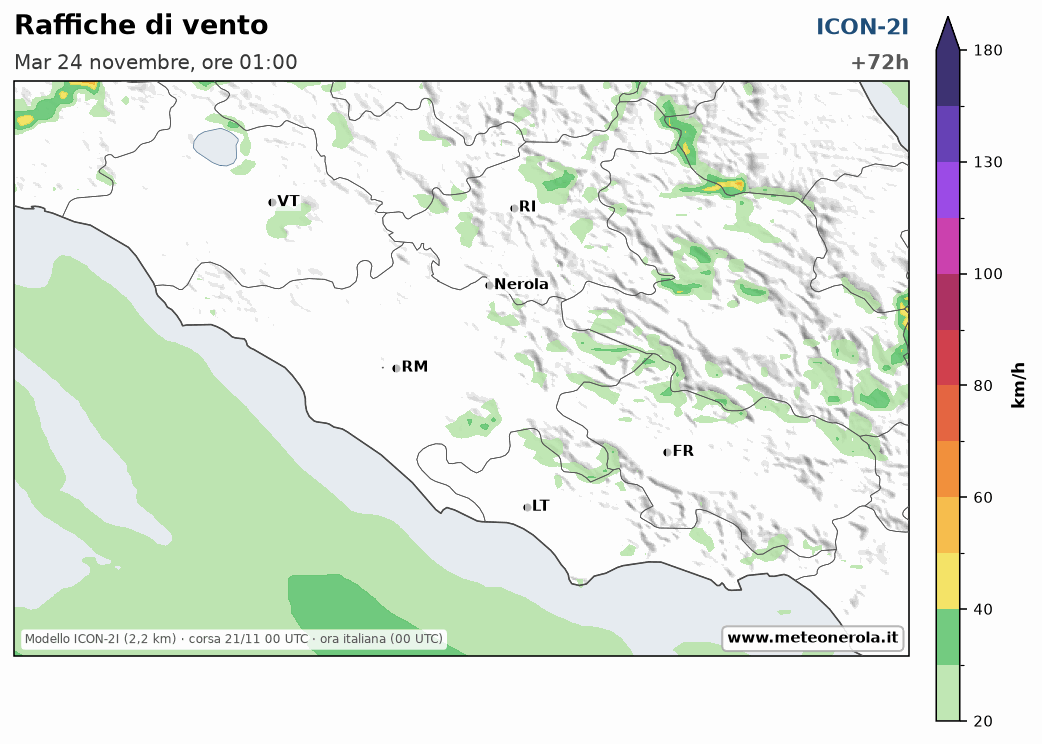 Raffiche di vento
ICON-2I
Mar 24 novembre, ore 01:00
+72h
180
130
100
80
60
40
20
km/h
VT
RI
Nerola
RM
FR
LT
Modello ICON-2I (2,2 km) · corsa 21/11 00 UTC · ora italiana (00 UTC)
www.meteonerola.it